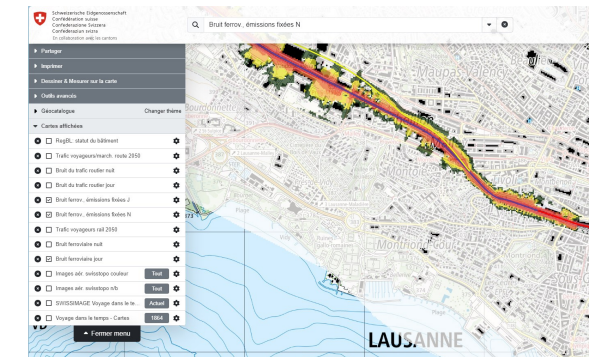 Schweizerische Eidgenossenschaft
Confédération suisse
Confederazione Svizzera
Confederaziun svizra
En collaboration avec les cantons
Bruit ferrov., émissions fixées N
Partager
Imprimer
Dessiner & Mesurer sur la carte
Outils avancés
Géocatalogue Changer thème
Cartes affichées
RegBL: statut du bâtiment
Trafic voyageurs/march. route 2050
Bruit du trafic routier nuit
Bruit du trafic routier jour
Bruit ferrov., émissions fixées J
Bruit ferrov., émissions fixées N
Trafic voyageurs rail 2050
Bruit ferroviaire nuit
Bruit ferroviaire jour
Images aér. swisstopo couleur Tout
Images aér. swisstopo n/b Tout
SWISSIMAGE Voyage dans le te... Actuel
Voyage dans le temps - Cartes 1864
Fermer menu
VD
373
Maupas
Montriond
LAUSANNE